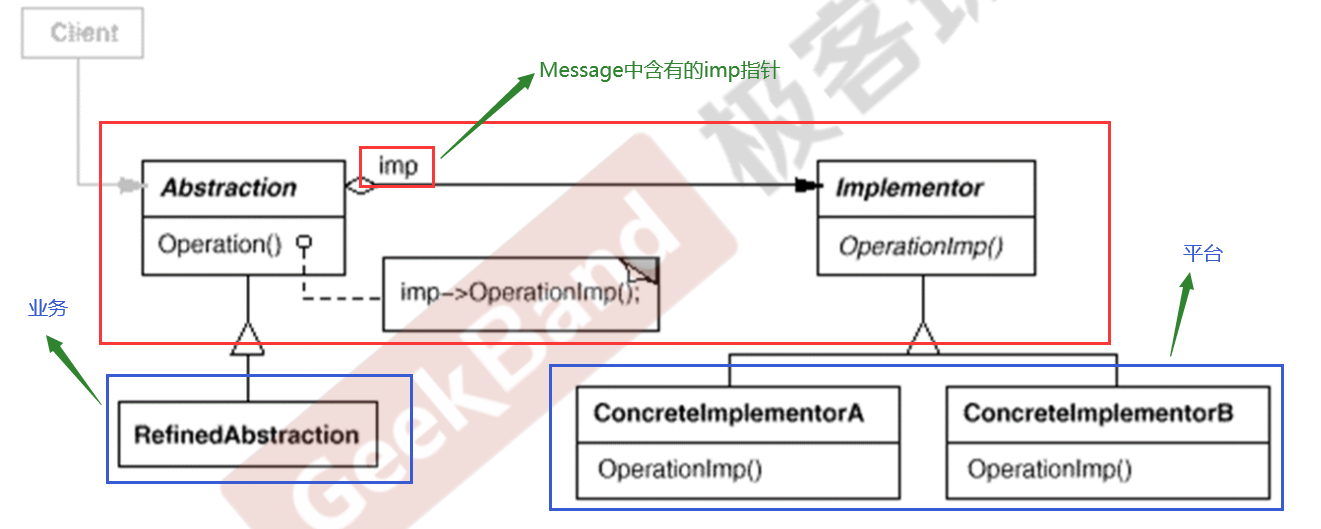 Client
Message中含有的imp指针
imp
Abstraction
Implementor
Operation()
OperationImp()
imp->OperationImp();
平台
业务
RefinedAbstraction
ConcreteImplementorA
ConcreteImplementorB
OperationImp()
OperationImp()
GeekBand
极客班